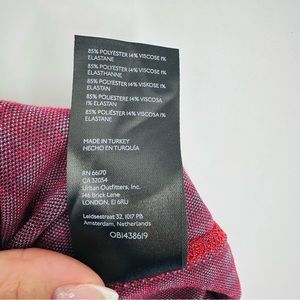 85% POLYESTER 14% VISCOSE 1%
ELASTANE
85% POLYESTER 14% VISCOSE 1%
ELASTHANNE
85% POLYESTER 14% VISKOSE 1%
ELASTAN
85% POLIESTERE 14% VISCOSA 1%
ELASTAN
85% POLIÉSTER 14% VISCOSA 1%
ELASTANO
MADE IN TURKEY
HECHO EN TURQUÍA
RN 66170
CA 32054
Urban Outfitters, Inc.
146 Brick Lane
LONDON, E1 6RU
Leidsestraat 32, 1017 PB
Amsterdam, Netherlands
OB1438619